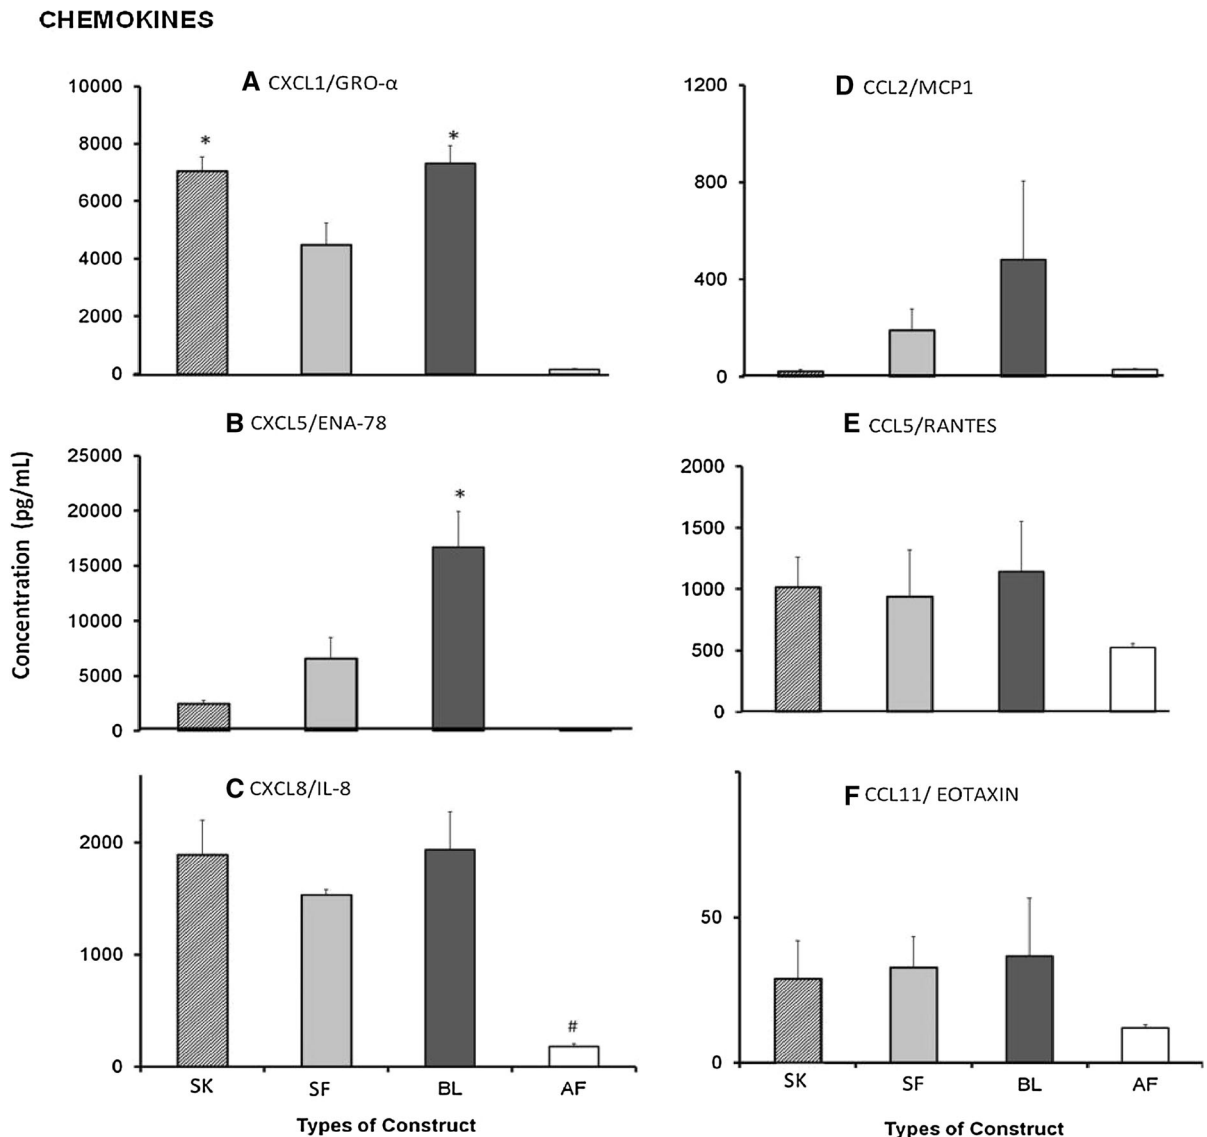 CHEMOKINES
A CXCL1/GRO-α
10000
8000
6000
4000
2000
0
*
*
B CXCL5/ENA-78
25000
20000
15000
10000
5000
0
*
Concentration (pg/mL)
C CXCL8/IL-8
2000
1000
0
#
SK SF BL AF
Types of Construct
D CCL2/MCP1
1200
800
400
0
E CCL5/RANTES
2000
1500
1000
500
0
F CCL11/ EOTAXIN
50
0
SK SF BL AF
Types of Construct